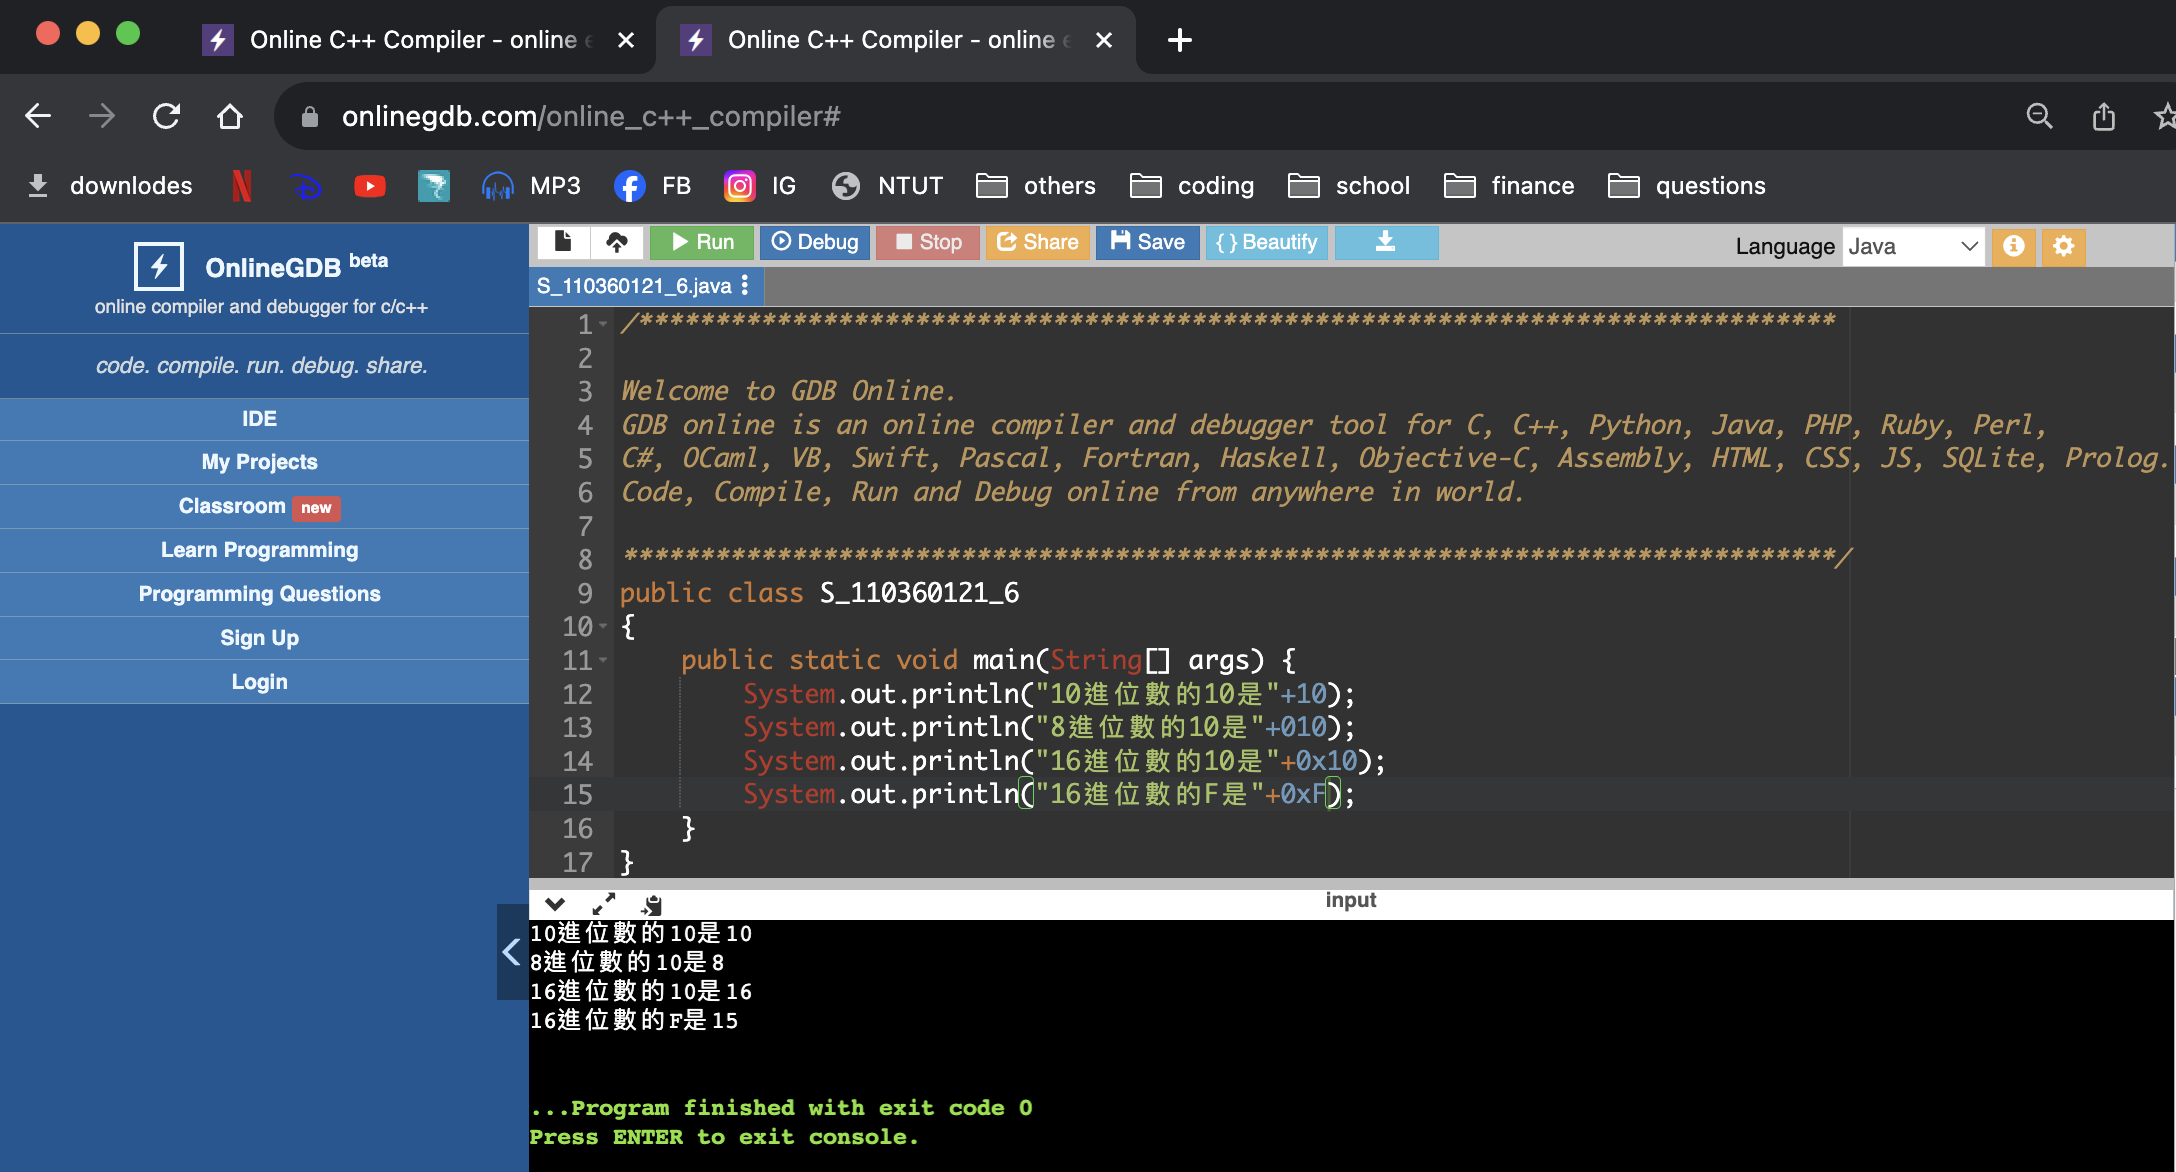 Online C++ Compiler - online
Online C++ Compiler - online
onlinegdb.com/online_c++_compiler#
downlodes MP3 FB IG NTUT others coding school finance questions
OnlineGDB beta
online compiler and debugger for c/c++
code. compile. run. debug. share.
IDE
My Projects
Classroom new
Learn Programming
Programming Questions
Sign Up
Login
Run Debug Stop Share Save { } Beautify Language Java
S_110360121_6.java
1 /******************************************************************************
2
3 Welcome to GDB Online.
4 GDB online is an online compiler and debugger tool for C, C++, Python, Java, PHP, Ruby, Perl,
5 C#, OCaml, VB, Swift, Pascal, Fortran, Haskell, Objective-C, Assembly, HTML, CSS, JS, SQLite, Prolog.
6 Code, Compile, Run and Debug online from anywhere in world.
7
8 *******************************************************************************/
9 public class S_110360121_6
10 {
11 public static void main(String[] args) {
12 System.out.println("10進位數的10是"+10);
13 System.out.println("8進位數的10是"+010);
14 System.out.println("16進位數的10是"+0x10);
15 System.out.println("16進位數的F是"+0xF);
16 }
17 }
input
10進位數的10是10
8進位數的10是8
16進位數的10是16
16進位數的F是15
...Program finished with exit code 0
Press ENTER to exit console.